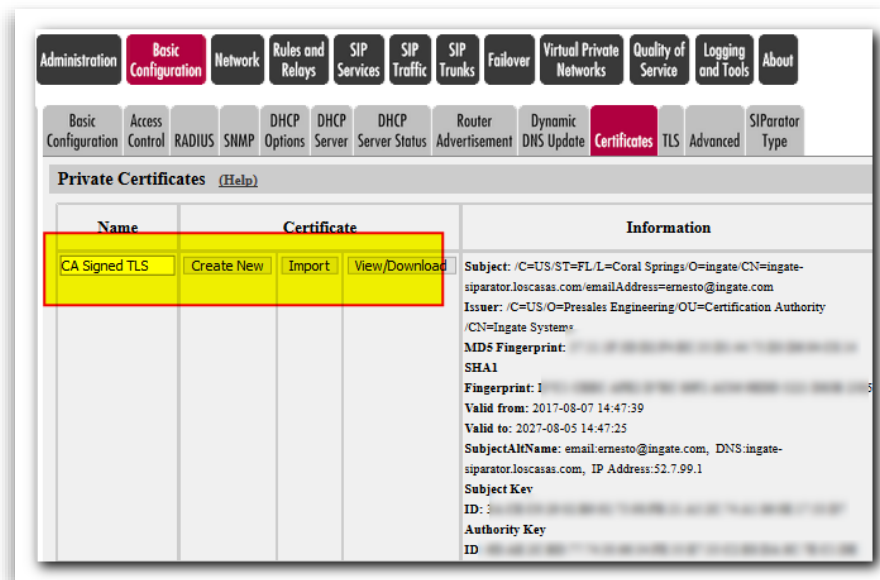 Administration Basic Configuration Network Rules and Relays SIP Services SIP Traffic SIP Trunks Failover Virtual Private Networks Quality of Service Logging and Tools About
Basic Configuration Access Control RADIUS SNMP DHCP Options DHCP Server DHCP Server Status Router Advertisement Dynamic DNS Update Certificates TLS Advanced SIParator Type
Private Certificates (Help)
Name Certificate Information
CA Signed TLS Create New Import View/Download
Subject: /C=US/ST=FL/L=Coral Springs/O=ingate/CN=ingate-
siparator.loscasas.com/emailAddress=ernesto@ingate.com
Issuer: /C=US/O=Presales Engineering/OU=Certification Authority
/CN=Ingate Systems
MD5 Fingerprint:
SHA1
Fingerprint:
Valid from: 2017-08-07 14:47:39
Valid to: 2027-08-05 14:47:25
SubjectAltName: email:ernesto@ingate.com, DNS:ingate-
siparator.loscasas.com, IP Address:52.7.99.1
Subject Key
ID:
Authority Key
ID